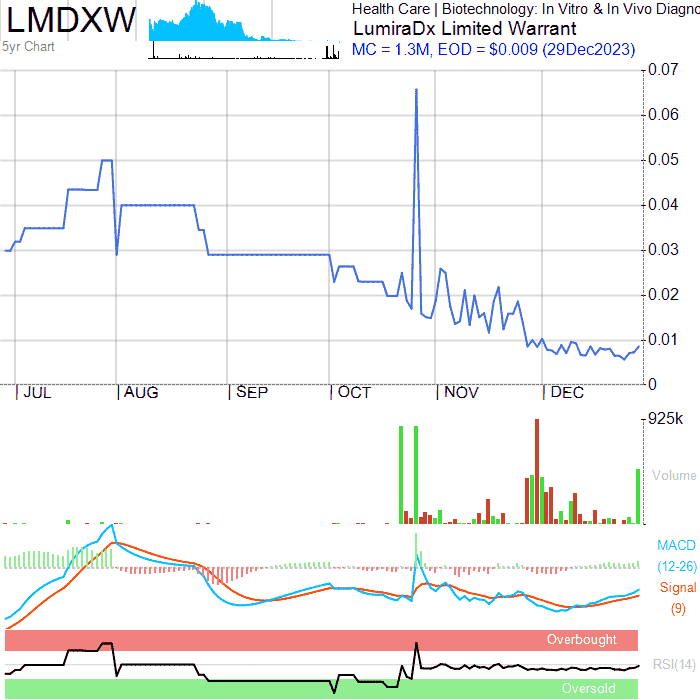 LMDXW
5yr Chart
Health Care | Biotechnology: In Vitro & In Vivo Diagno
LumiraDx Limited Warrant
MC = 1.3M, EOD = $0.009 (29Dec2023)
0.07
0.06
0.05
0.04
0.03
0.02
0.01
0
JUL AUG SEP OCT NOV DEC
925k
Volume
MACD
(12-26)
Signal
(9)
Overbought
RSI(14)
Oversold